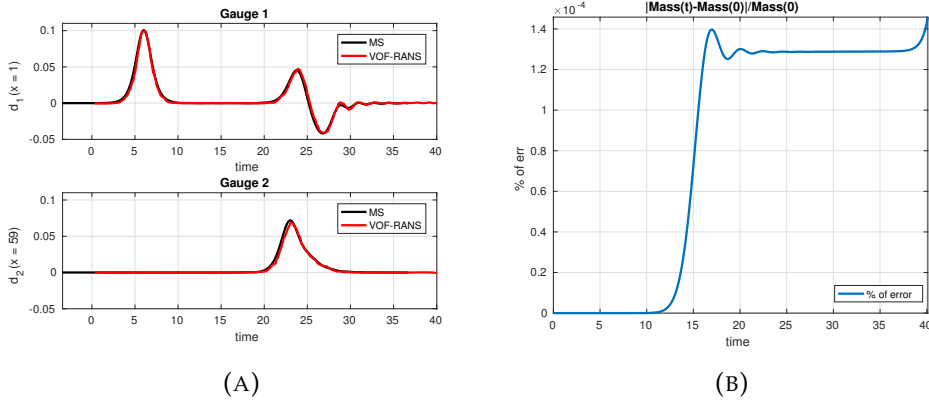 Gauge 1
0.1
0.05
0
-0.05
d1(x = 1)
MS
VOF-RANS
0 5 10 15 20 25 30 35 40
time
Gauge 2
0.1
0.05
0
-0.05
d2(x = 59)
MS
VOF-RANS
0 5 10 15 20 25 30 35 40
time
(A)
×10-4
|Mass(t)-Mass(0)|/Mass(0)
1.4
1.2
1
0.8
0.6
0.4
0.2
0
% of err
% of error
0 5 10 15 20 25 30 35 40
time
(B)